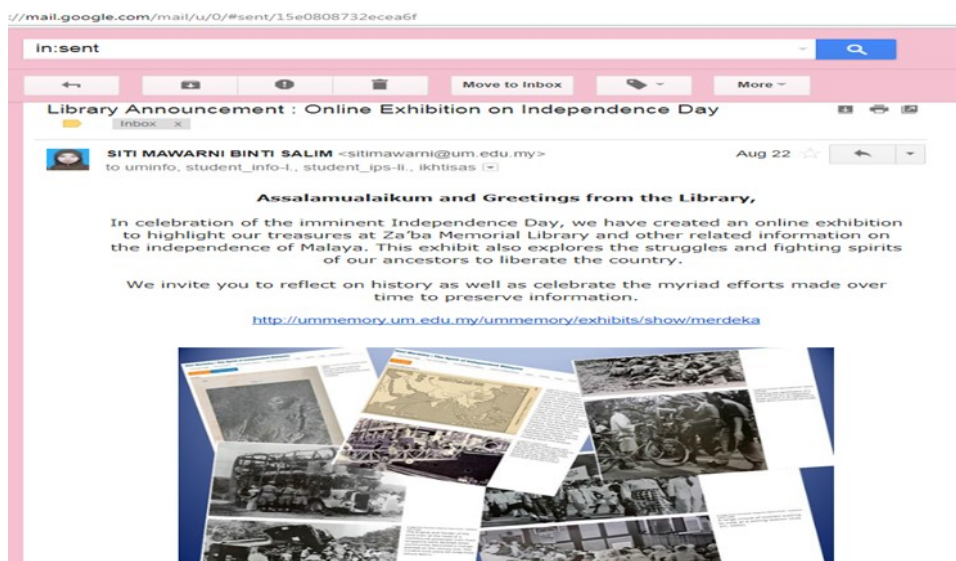 ://mail.google.com/mail/u/0/#sent/15e0808732ecea6f
in:sent
Move to Inbox
More
Library Announcement : Online Exhibition on Independence Day
Inbox x
SITI MAWARNI BINTI SALIM <sitimawarni@um.edu.my>
Aug 22
to uminfo, student_info-l., student_ips-li., ikhtisas
Assalamualaikum and Greetings from the Library,
In celebration of the imminent Independence Day, we have created an online exhibition
to highlight our treasures at Za'ba Memorial Library and other related information on
the independence of Malaya. This exhibit also explores the struggles and fighting spirits
of our ancestors to liberate the country.
We invite you to reflect on history as well as celebrate the myriad efforts made over
time to preserve information.
http://ummemory.um.edu.my/ummemory/exhibits/show/merdeka